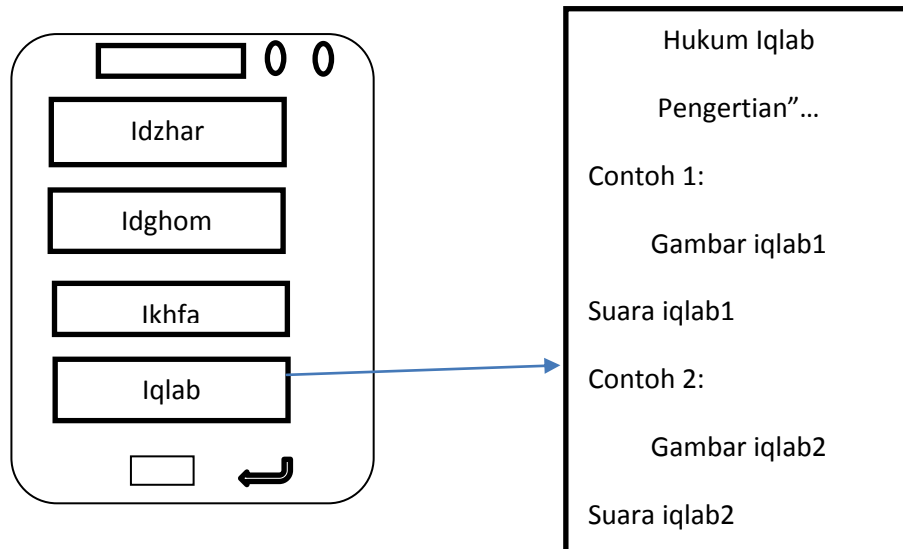 Idzhar
Idghom
Ikhfa
Iqlab
Hukum Iqlab
Pengertian”...
Contoh 1:
Gambar iqlab1
Suara iqlab1
Contoh 2:
Gambar iqlab2
Suara iqlab2